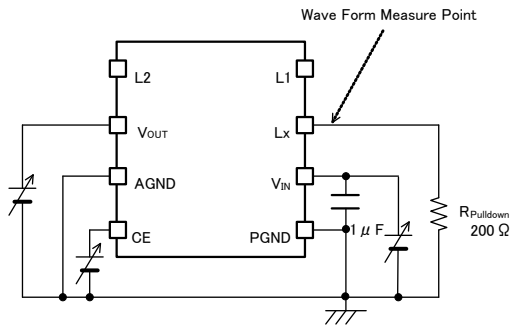 Wave Form Measure Point
L2
L1
VOUT
Lx
AGND
VIN
CE
PGND
1 μ F
RPulldown
200 Ω